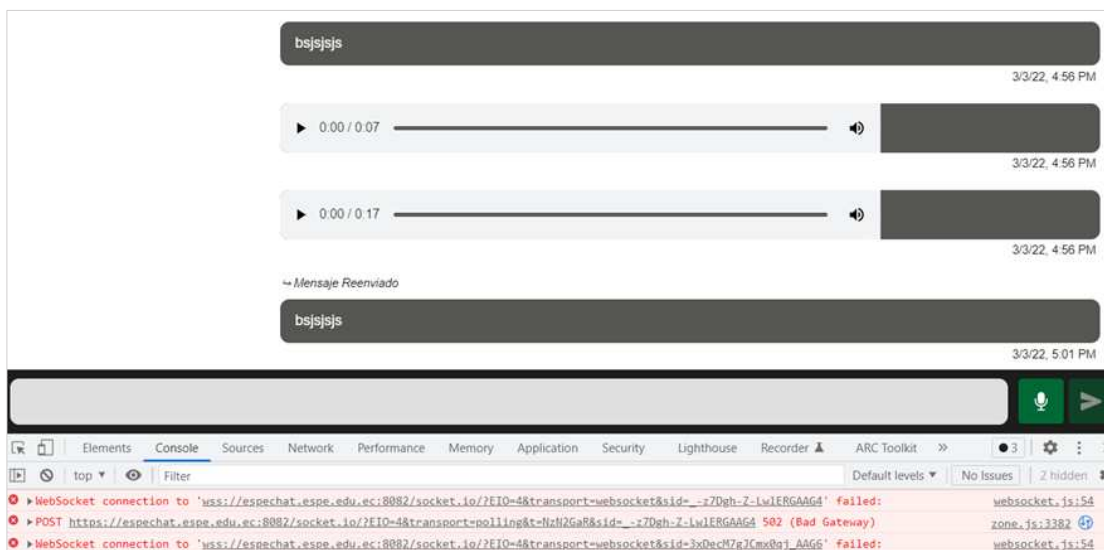 bsjsjsjs
3/3/22, 4:56 PM
0:00 / 0:07
3/3/22, 4:56 PM
0:00 / 0:17
3/3/22, 4:56 PM
↪ Mensaje Reenviado
bsjsjsjs
3/3/22, 5:01 PM
Elements Console Sources Network Performance Memory Application Security Lighthouse Recorder ARC Toolkit » 3
top ▼ Filter Default levels ▼ No Issues 2 hidden
WebSocket connection to 'wss://espechat.espe.edu.ec:8082/socket.io/?EIO=4&transport=websocket&sid=_-z7Dgh-Z-LwlERGAAG4' failed: websocket.js:54
POST https://espechat.espe.edu.ec:8082/socket.io/?EIO=4&transport=polling&t=NzN2GaR&sid=_-z7Dgh-Z-LwlERGAAG4 502 (Bad Gateway) zone.js:3382
WebSocket connection to 'wss://espechat.espe.edu.ec:8082/socket.io/?EIO=4&transport=websocket&sid=3xDecM7gJCmx0qj_AAG6' failed: websocket.js:54